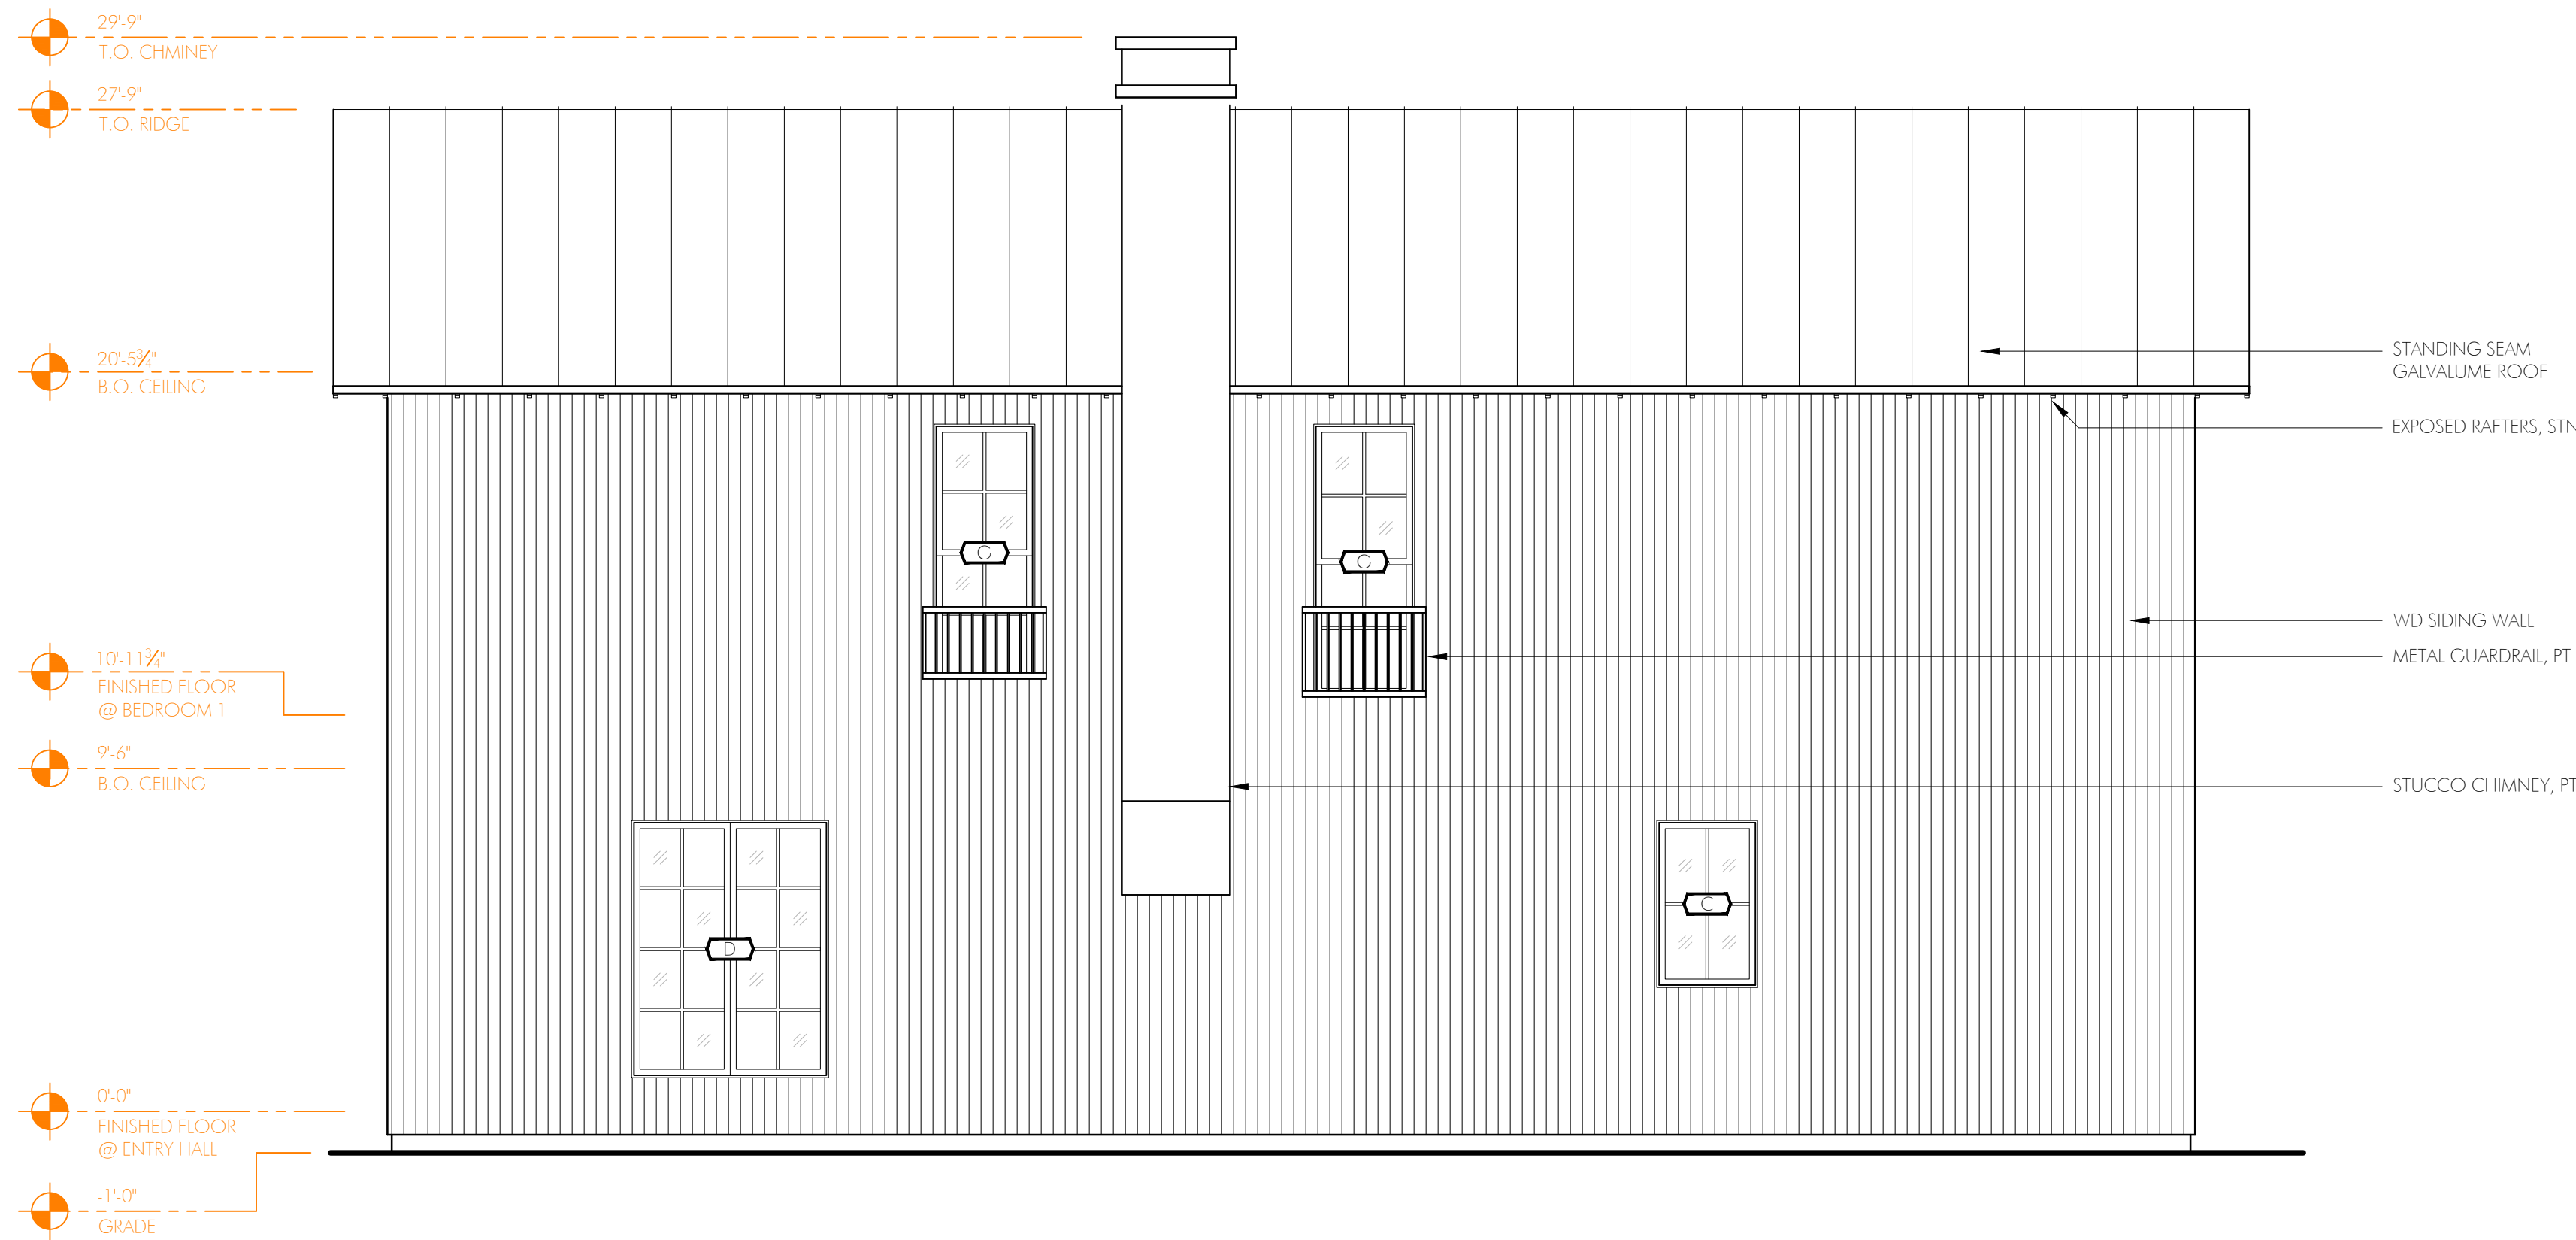 29'-9"
T.O. CHMINEY
27'-9"
T.O. RIDGE
20'-5¾"
B.O. CEILING
10'-11¾"
FINISHED FLOOR
@ BEDROOM 1
9'-6"
B.O. CEILING
0'-0"
FINISHED FLOOR
@ ENTRY HALL
-1'-0"
GRADE
G
G
D
C
STANDING SEAM
GALVALUME ROOF
EXPOSED RAFTERS, STN
WD SIDING WALL
METAL GUARDRAIL, PT
STUCCO CHIMNEY, PT